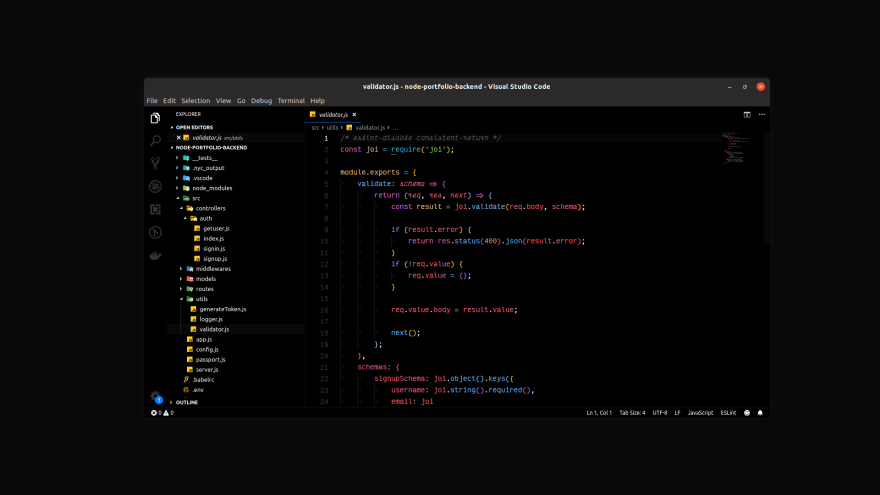 validator.js - node-portfolio-backend - Visual Studio Code
File Edit Selection View Go Debug Terminal Help
EXPLORER
OPEN EDITORS
validator.js src/utils
NODE-PORTFOLIO-BACKEND
__tests__
.nyc_output
.vscode
node_modules
src
controllers
auth
getuser.js
index.js
signin.js
signup.js
middlewares
models
routes
utils
generateToken.js
logger.js
validator.js
app.js
config.js
passport.js
server.js
.babelrc
.env
OUTLINE
validator.js
src utils validator.js ...
1 /* eslint-disable consistent-return */
2 const joi = require('joi');
3
4 module.exports = {
5 validate: schema => {
6 return (req, res, next) => {
7 const result = joi.validate(req.body, schema);
8
9 if (result.error) {
10 return res.status(400).json(result.error);
11 }
12 if (!req.value) {
13 req.value = {};
14 }
15
16 req.value.body = result.value;
17
18 next();
19 };
20 },
21 schemas: {
22 signupSchema: joi.object().keys({
23 username: joi.string().required(),
24 email: joi
1
0 0 Ln 1, Col 1 Tab Size: 4 UTF-8 LF JavaScript ESLint